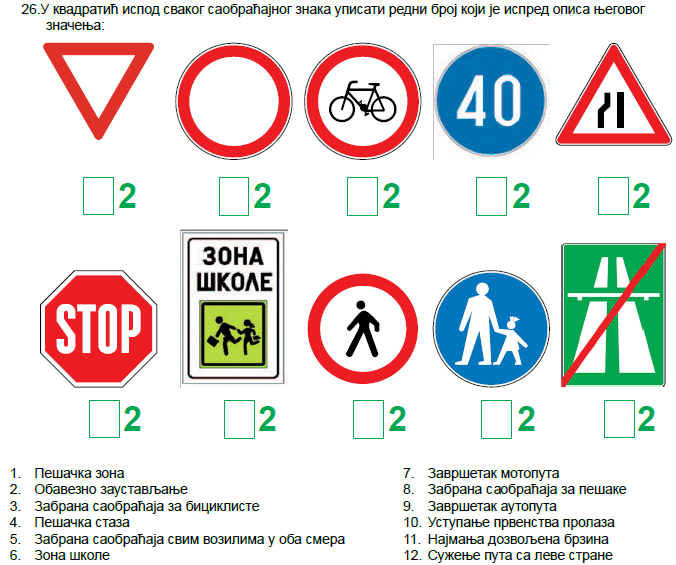 26.У квадратић испод сваког саобраћајног знака уписати редни број који је испред описа његовог
значења:
40
2 2 2 2 2
STOP
ЗОНА
ШКОЛЕ
2 2 2 2 2
1. Пешачка зона
2. Обавезно заустављање
3. Забрана саобраћаја за бициклисте
4. Пешачка стаза
5. Забрана саобраћаја свим возилима у оба смера
6. Зона школе
7. Завршетак мотопута
8. Забрана саобраћаја за пешаке
9. Завршетак аутопута
10. Уступање првенства пролаза
11. Најмања дозвољена брзина
12. Сужење пута са леве стране